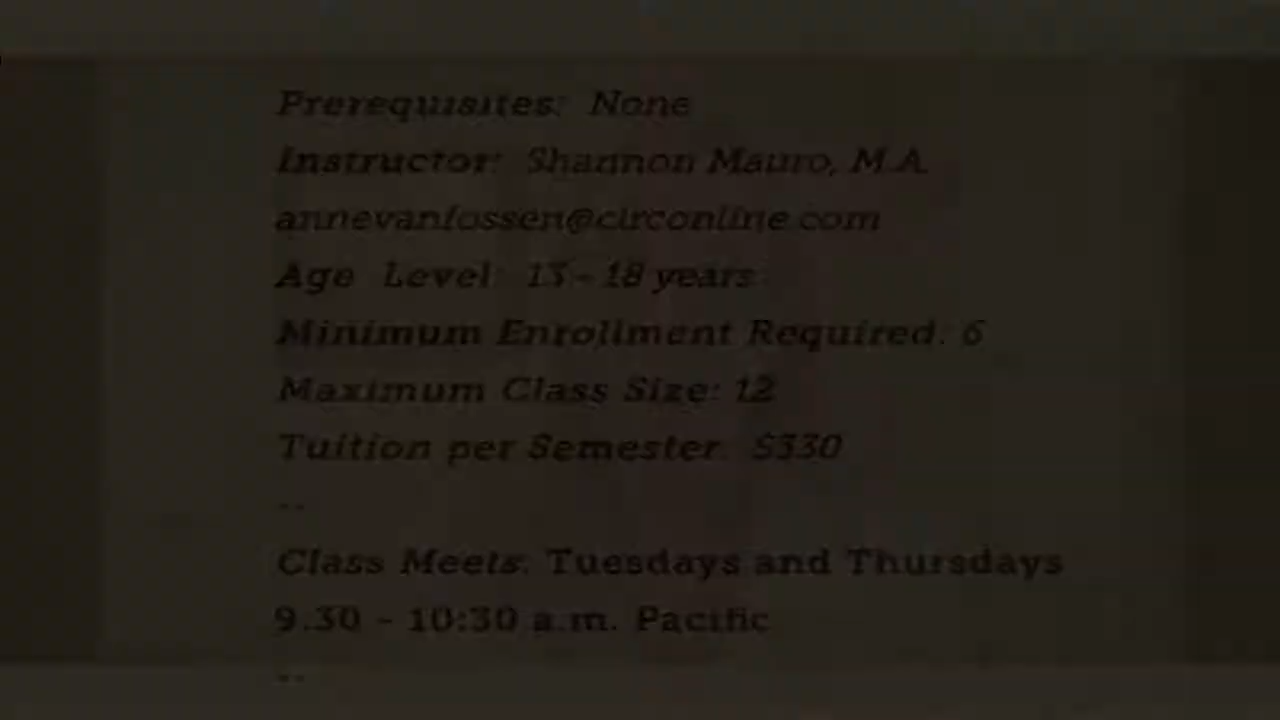 Prerequisites: None
Instructor: Shannon Mauro, M.A.
annevanfossen@circonline.com
Age Level: 13 - 18 years
Minimum Enrollment Required: 6
Maximum Class Size: 12
Tuition per Semester: $330
--
Class Meets: Tuesdays and Thursdays
9:30 - 10:30 a.m. Pacific
--